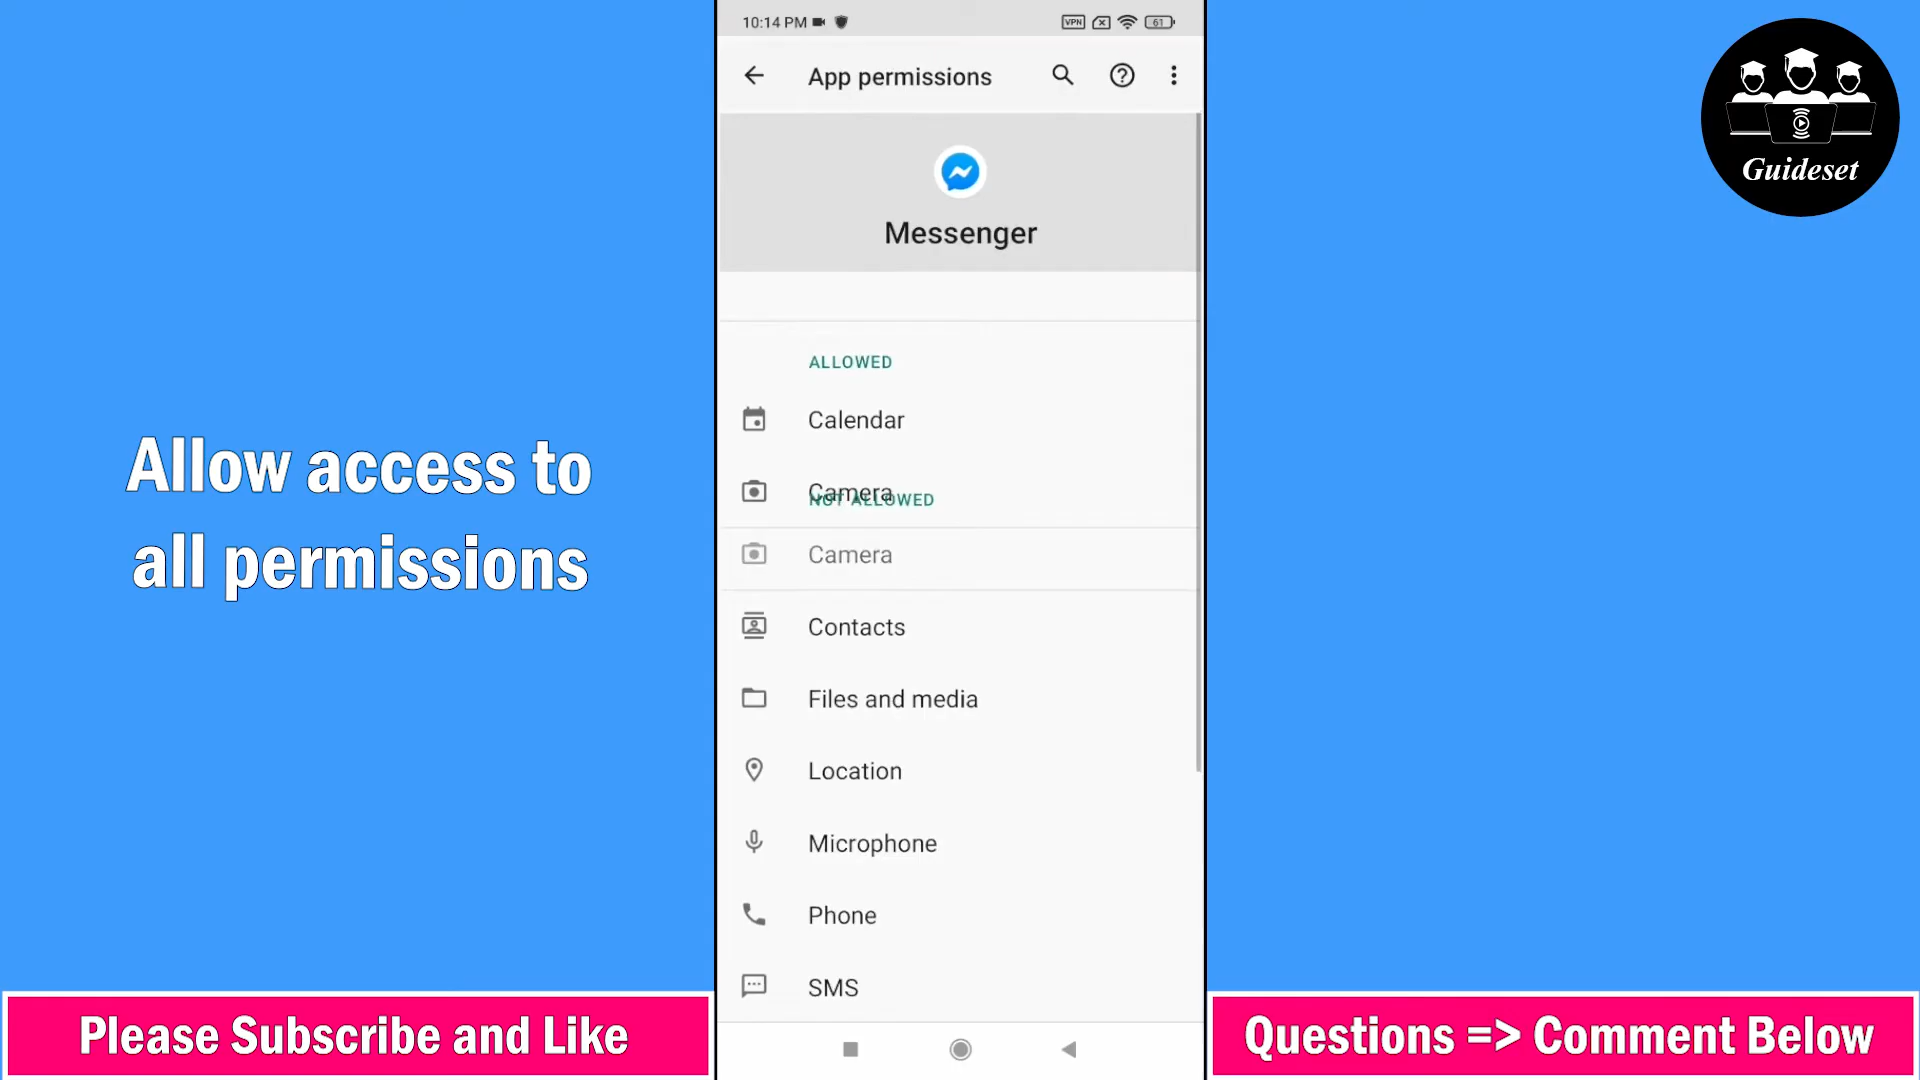 10:14 PM
VPN
61
App permissions
Guideset
Messenger
ALLOWED
Calendar
Camera
NOT ALLOWED
Camera
Contacts
Files and media
Location
Microphone
Phone
SMS
Allow access to
all permissions
Please Subscribe and Like
Questions => Comment Below